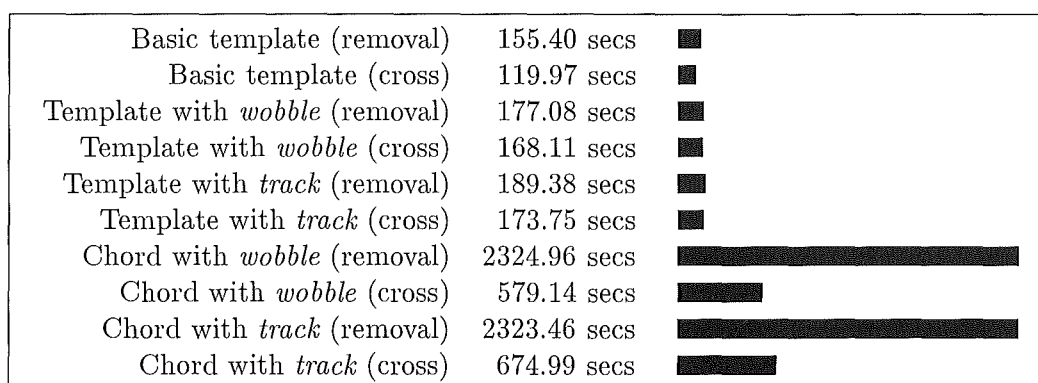 Basic template (removal) 155.40 secs
Basic template (cross) 119.97 secs
Template with wobble (removal) 177.08 secs
Template with wobble (cross) 168.11 secs
Template with track (removal) 189.38 secs
Template with track (cross) 173.75 secs
Chord with wobble (removal) 2324.96 secs
Chord with wobble (cross) 579.14 secs
Chord with track (removal) 2323.46 secs
Chord with track (cross) 674.99 secs